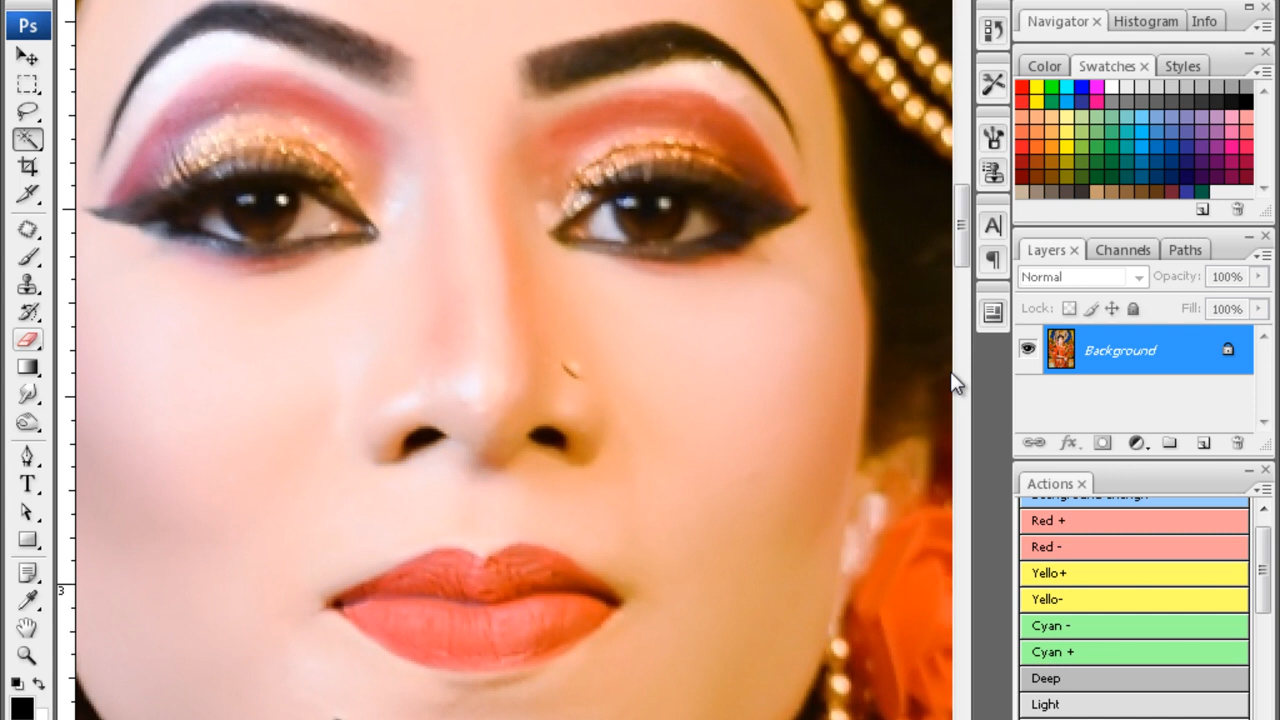 Ps
Navigator × Histogram Info
Color Swatches × Styles
Layers × Channels Paths
Normal Opacity: 100%
Lock: Fill: 100%
Background
Actions ×
Red +
Red -
Yello+
Yello-
Cyan -
Cyan +
Deep
Light
T
A
3